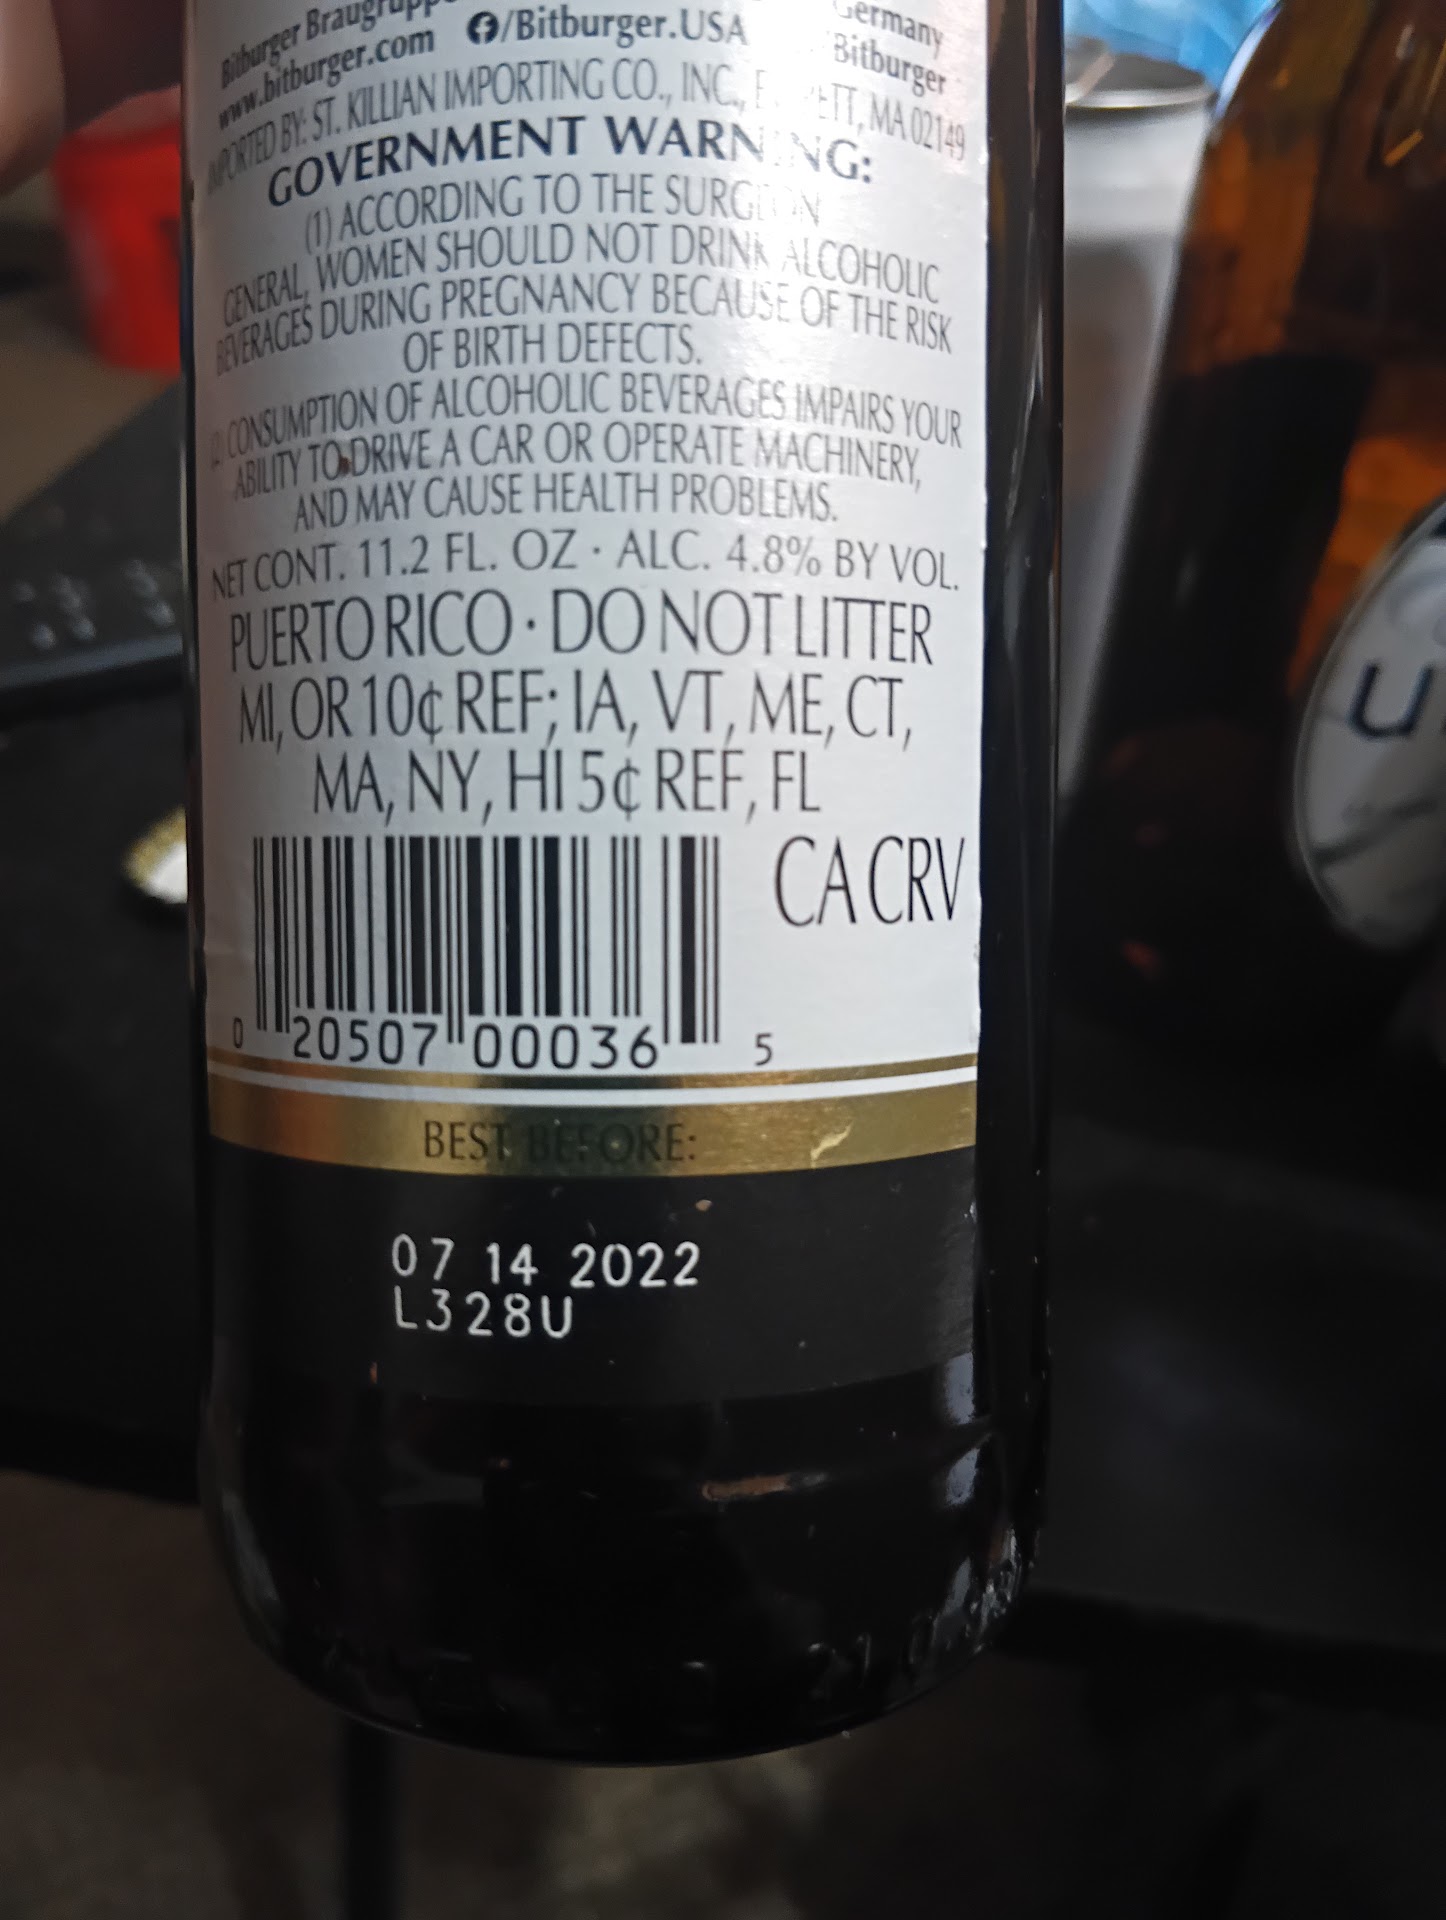 Bitburger Braugruppe Germany
www.bitburger.com /Bitburger.USA Bitburger
IMPORTED BY: ST. KILLIAN IMPORTING CO., INC., MA 02149
GOVERNMENT WARNING:
(1) ACCORDING TO THE SURGEON
GENERAL, WOMEN SHOULD NOT DRINK ALCOHOLIC
BEVERAGES DURING PREGNANCY BECAUSE OF THE RISK
OF BIRTH DEFECTS.
(2) CONSUMPTION OF ALCOHOLIC BEVERAGES IMPAIRS YOUR
ABILITY TO DRIVE A CAR OR OPERATE MACHINERY,
AND MAY CAUSE HEALTH PROBLEMS.
NET CONT. 11.2 FL. OZ · ALC. 4.8% BY VOL.
PUERTO RICO · DO NOT LITTER
MI, OR 10¢ REF; IA, VT, ME, CT,
MA, NY, HI 5¢ REF, FL
CA CRV
0 20507 00036 5
BEST BEFORE:
07 14 2022
L328U